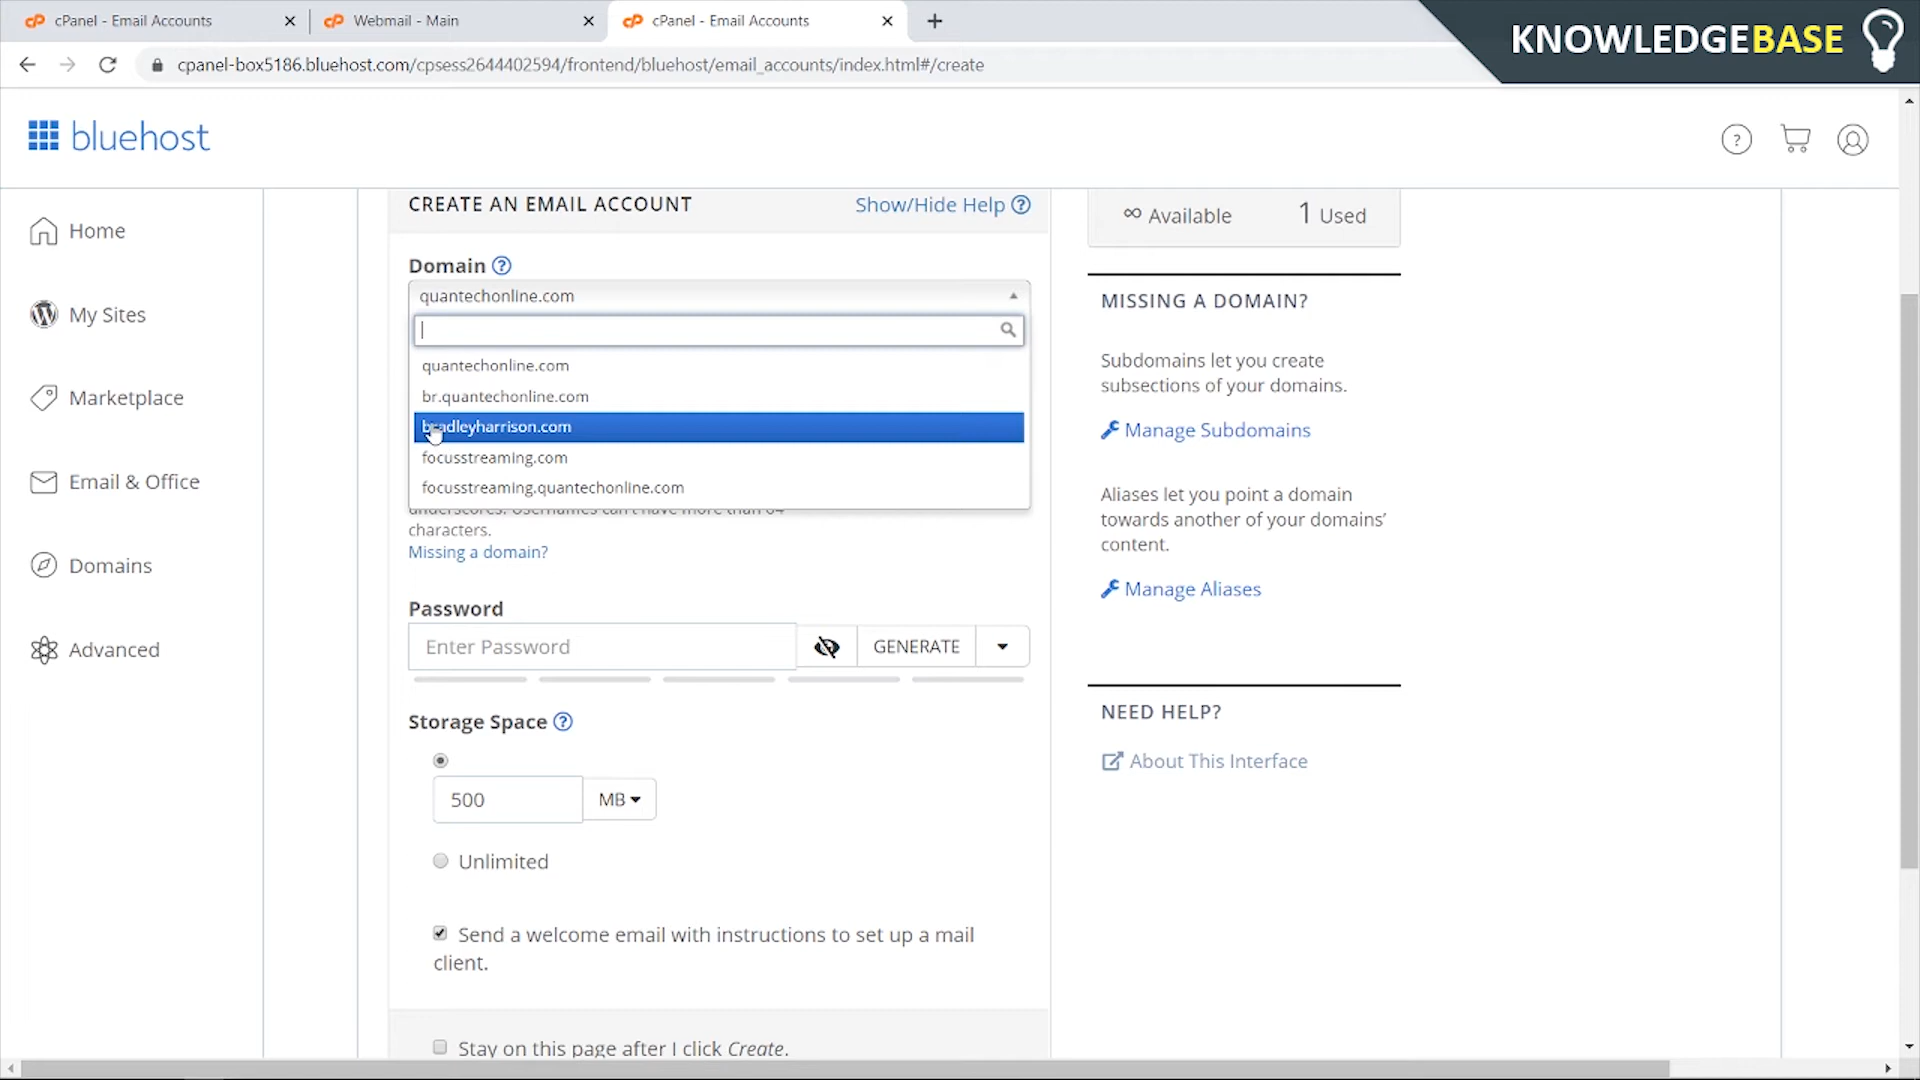 cPanel - Email Accounts
Webmail - Main
cPanel - Email Accounts
KNOWLEDGEBASE
cpanel-box5186.bluehost.com/cpsess2644402594/frontend/bluehost/email_accounts/index.html#/create
bluehost
Home
My Sites
Marketplace
Email & Office
Domains
Advanced
CREATE AN EMAIL ACCOUNT
Show/Hide Help
Domain
quantechonline.com
quantechonline.com
br.quantechonline.com
bradleyharrison.com
focusstreaming.com
focusstreaming.quantechonline.com
underscores. Usernames can't have more than 64
characters.
Missing a domain?
Password
Enter Password
GENERATE
Storage Space
500
MB
Unlimited
Send a welcome email with instructions to set up a mail
client.
Stay on this page after I click Create.
∞ Available
1 Used
MISSING A DOMAIN?
Subdomains let you create
subsections of your domains.
Manage Subdomains
Aliases let you point a domain
towards another of your domains’
content.
Manage Aliases
NEED HELP?
About This Interface